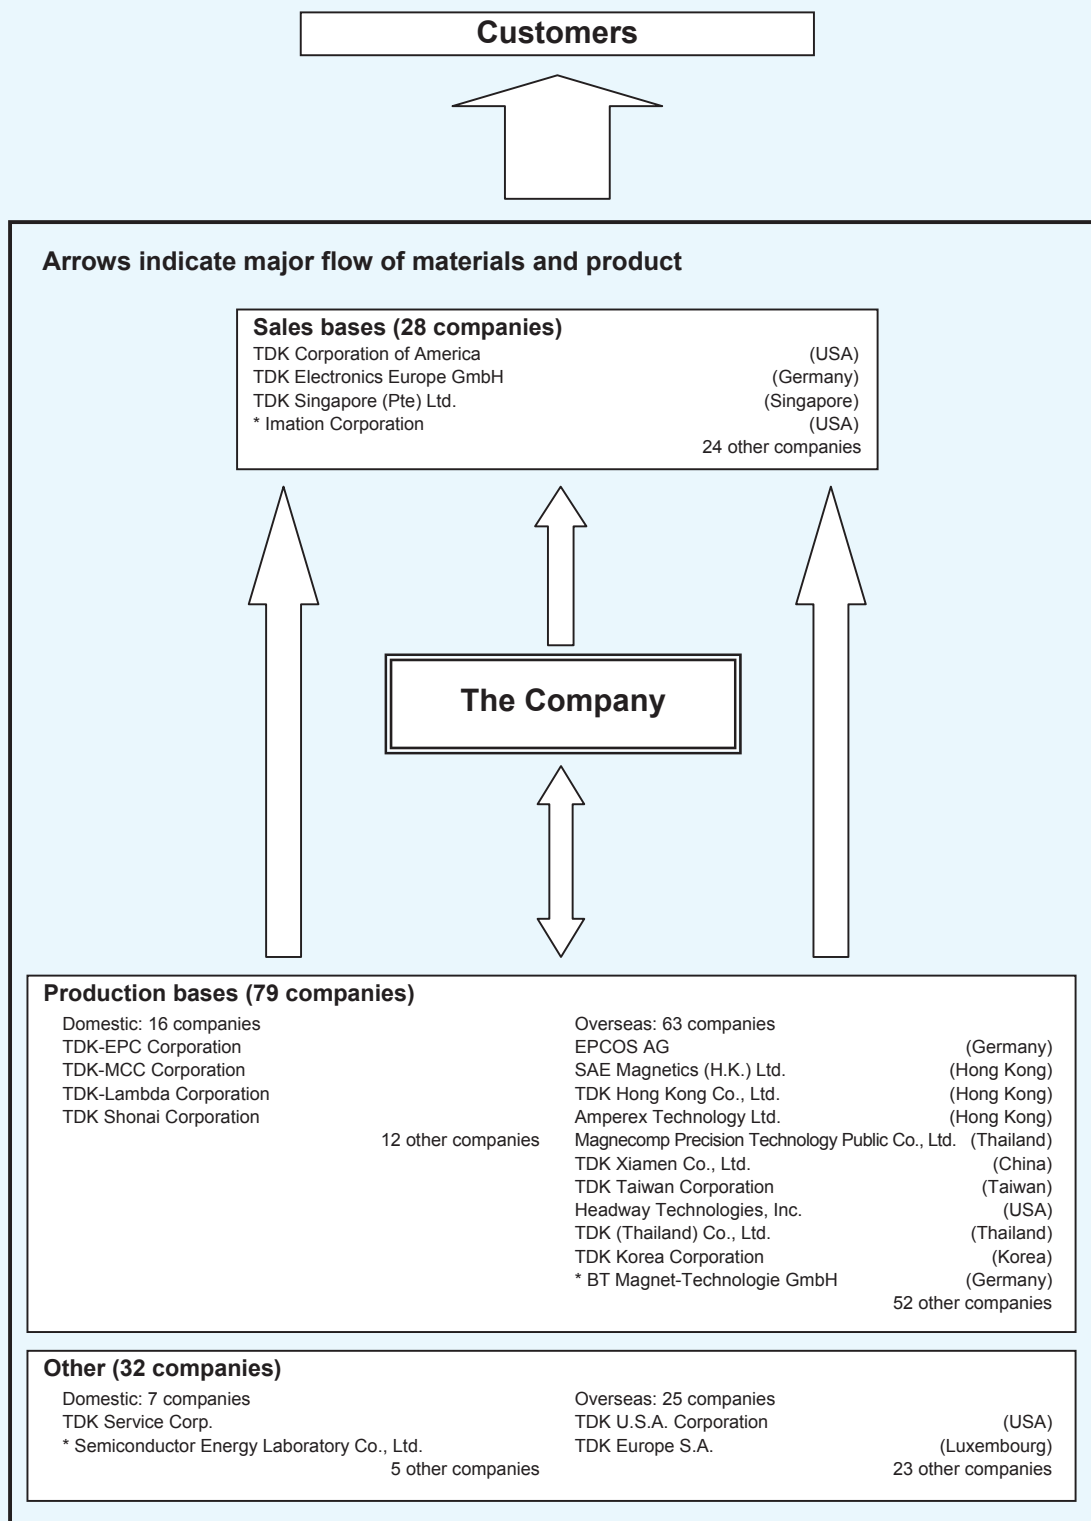 Customers
Arrows indicate major flow of materials and product
Sales bases (28 companies)
TDK Corporation of America (USA)
TDK Electronics Europe GmbH (Germany)
TDK Singapore (Pte) Ltd. (Singapore)
* Imation Corporation (USA)
24 other companies
The Company
Production bases (79 companies)
Domestic: 16 companies
TDK-EPC Corporation
TDK-MCC Corporation
TDK-Lambda Corporation
TDK Shonai Corporation
12 other companies
Overseas: 63 companies
EPCOS AG (Germany)
SAE Magnetics (H.K.) Ltd. (Hong Kong)
TDK Hong Kong Co., Ltd. (Hong Kong)
Amperex Technology Ltd. (Hong Kong)
Magnecomp Precision Technology Public Co., Ltd. (Thailand)
TDK Xiamen Co., Ltd. (China)
TDK Taiwan Corporation (Taiwan)
Headway Technologies, Inc. (USA)
TDK (Thailand) Co., Ltd. (Thailand)
TDK Korea Corporation (Korea)
* BT Magnet-Technologie GmbH (Germany)
52 other companies
Other (32 companies)
Domestic: 7 companies
TDK Service Corp.
* Semiconductor Energy Laboratory Co., Ltd.
5 other companies
Overseas: 25 companies
TDK U.S.A. Corporation (USA)
TDK Europe S.A. (Luxembourg)
23 other companies